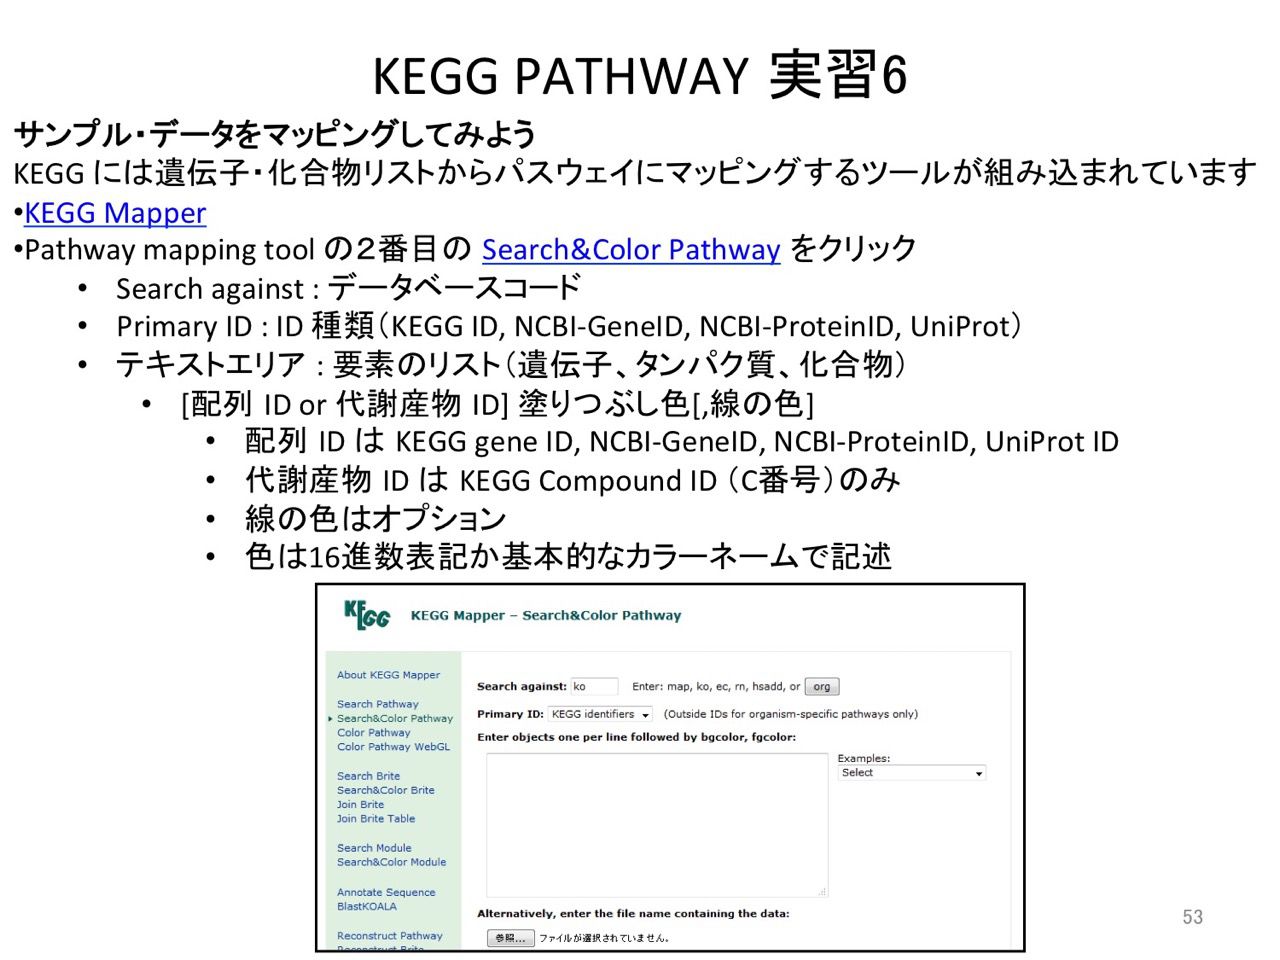 KEGG PATHWAY 実習6
サンプル・データをマッピングしてみよう
KEGG には遺伝子・化合物リストからパスウェイにマッピングするツールが組み込まれています
•KEGG Mapper
•Pathway mapping tool の２番目の Search&Color Pathway をクリック
• Search against : データベースコード
• Primary ID : ID 種類（KEGG ID, NCBI-GeneID, NCBI-ProteinID, UniProt）
• テキストエリア : 要素のリスト（遺伝子、タンパク質、化合物）
• [配列 ID or 代謝産物 ID] 塗りつぶし色[,線の色]
• 配列 ID は KEGG gene ID, NCBI-GeneID, NCBI-ProteinID, UniProt ID
• 代謝産物 ID は KEGG Compound ID （C番号）のみ
• 線の色はオプション
• 色は16進数表記か基本的なカラーネームで記述
KEGG KEGG Mapper – Search&Color Pathway
About KEGG Mapper
Search Pathway
Search&Color Pathway
Color Pathway
Color Pathway WebGL
Search Brite
Search&Color Brite
Join Brite
Join Brite Table
Search Module
Search&Color Module
Annotate Sequence
BlastKOALA
Reconstruct Pathway
Reconstruct Brite
Search against: ko Enter: map, ko, ec, rn, hsadd, or org
Primary ID: KEGG identifiers (Outside IDs for organism-specific pathways only)
Enter objects one per line followed by bgcolor, fgcolor:
Examples:
Select
Alternatively, enter the file name containing the data:
参照... ファイルが選択されていません。
53